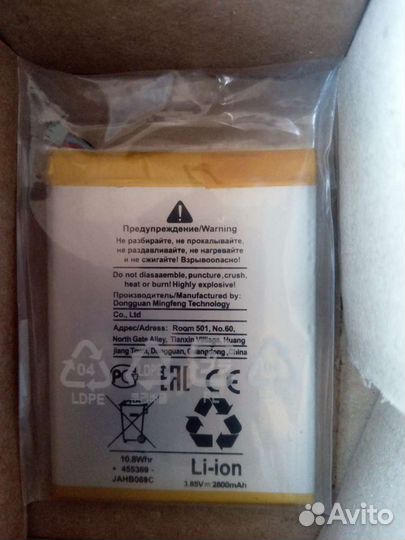 Предупреждение/Warning
Не разбирайте, не прокалывайте,
не раздавливайте, не нагревайте
и не сжигайте! Взрывоопасно!
Do not diasaaemble, puncture, crush,
heat or burn! Highly explosive!
Производитель/Manufactured by:
Dongguan Mingfeng Technology
Co., Ltd
Адрес/Adress: Room 501, No.60,
North Gate Alley, Tianxin Village, Huang
jiang Town, Dongguan, Guangdong ,China
04
LDPE
04
LDPE
EAC CE
10.8Whr
+ 455369 -
JAHB069C
Li-ion
3.85V 2800mAh
Avito